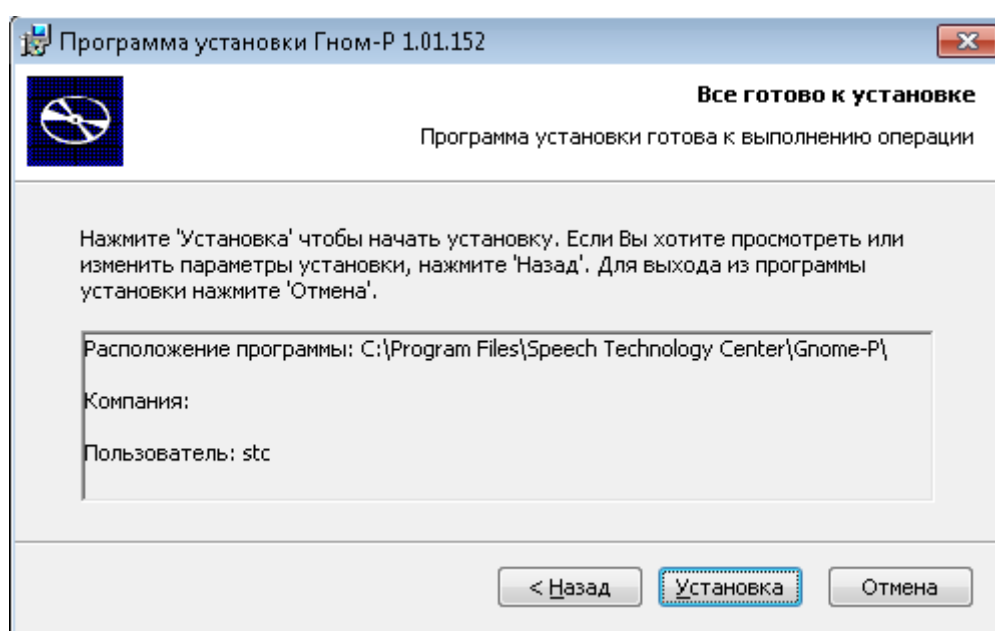 Программа установки Гном-Р 1.01.152
Все готово к установке
Программа установки готова к выполнению операции
Нажмите 'Установка' чтобы начать установку. Если Вы хотите просмотреть или
изменить параметры установки, нажмите 'Назад'. Для выхода из программы
установки нажмите 'Отмена'.
Расположение программы: C:\Program Files\Speech Technology Center\Gnome-P\
Компания:
Пользователь: stc
< Назад
Установка
Отмена